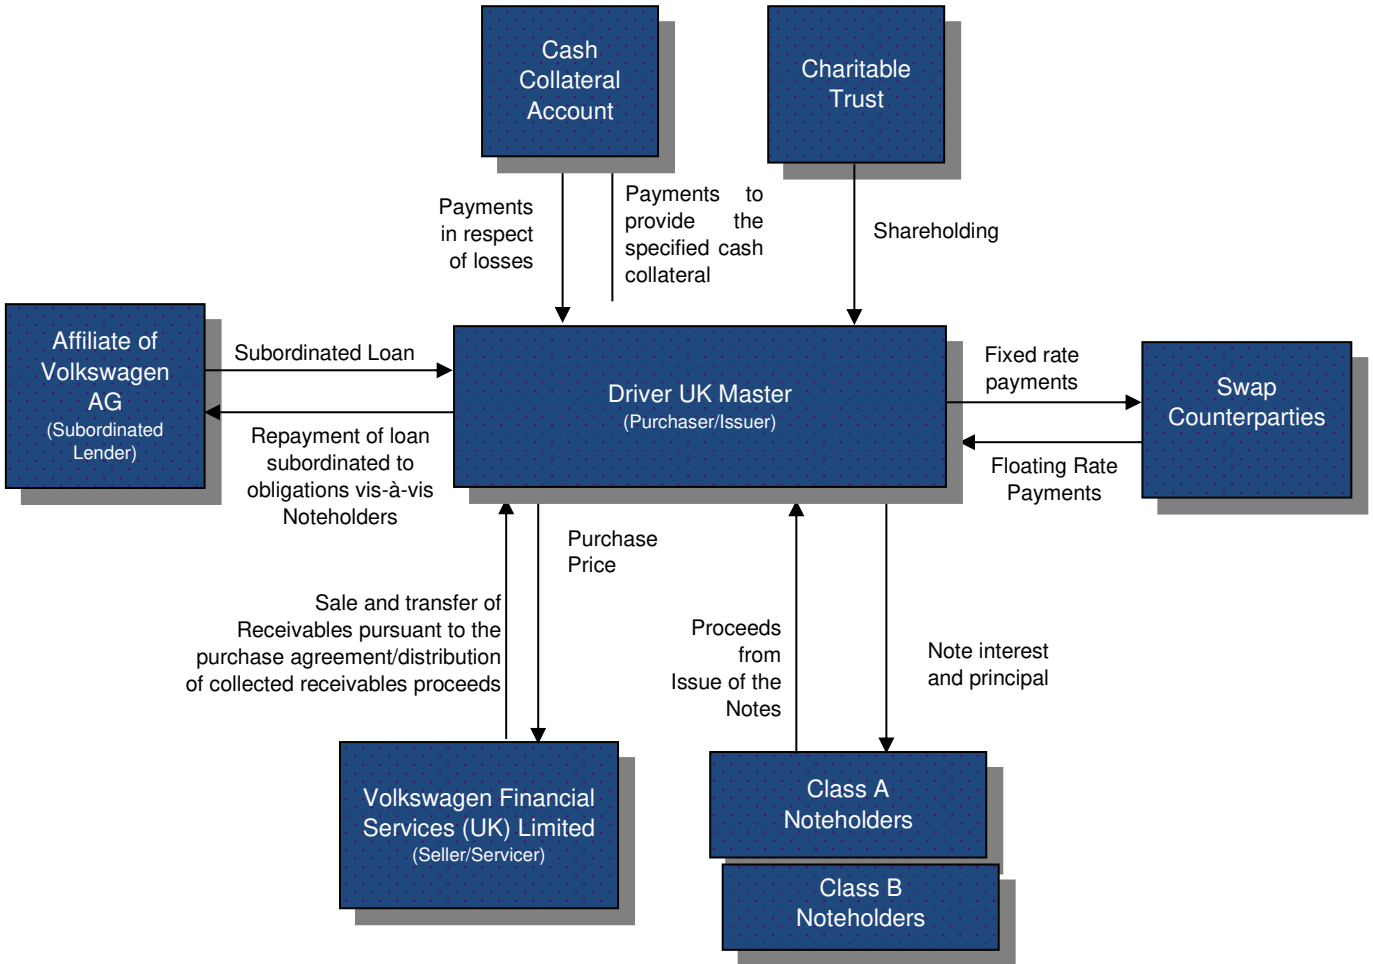 Cash
Collateral
Account
Charitable
Trust
Payments
in respect
of losses
Payments to
provide the
specified cash
collateral
Shareholding
Affiliate of
Volkswagen
AG
(Subordinated
Lender)
Subordinated Loan
Repayment of loan
subordinated to
obligations vis-à-vis
Noteholders
Driver UK Master
(Purchaser/Issuer)
Fixed rate
payments
Floating Rate
Payments
Swap
Counterparties
Purchase
Price
Sale and transfer of
Receivables pursuant to the
purchase agreement/distribution
of collected receivables proceeds
Proceeds
from
Issue of the
Notes
Note interest
and principal
Volkswagen Financial
Services (UK) Limited
(Seller/Servicer)
Class A
Noteholders
Class B
Noteholders